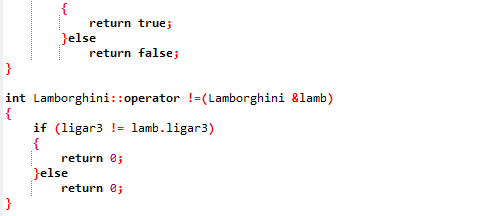 {
return true;
}else
return false;
}
int Lamborghini::operator !=(Lamborghini &lamb)
{
if (ligar3 != lamb.ligar3)
{
return 0;
}else
return 0;
}